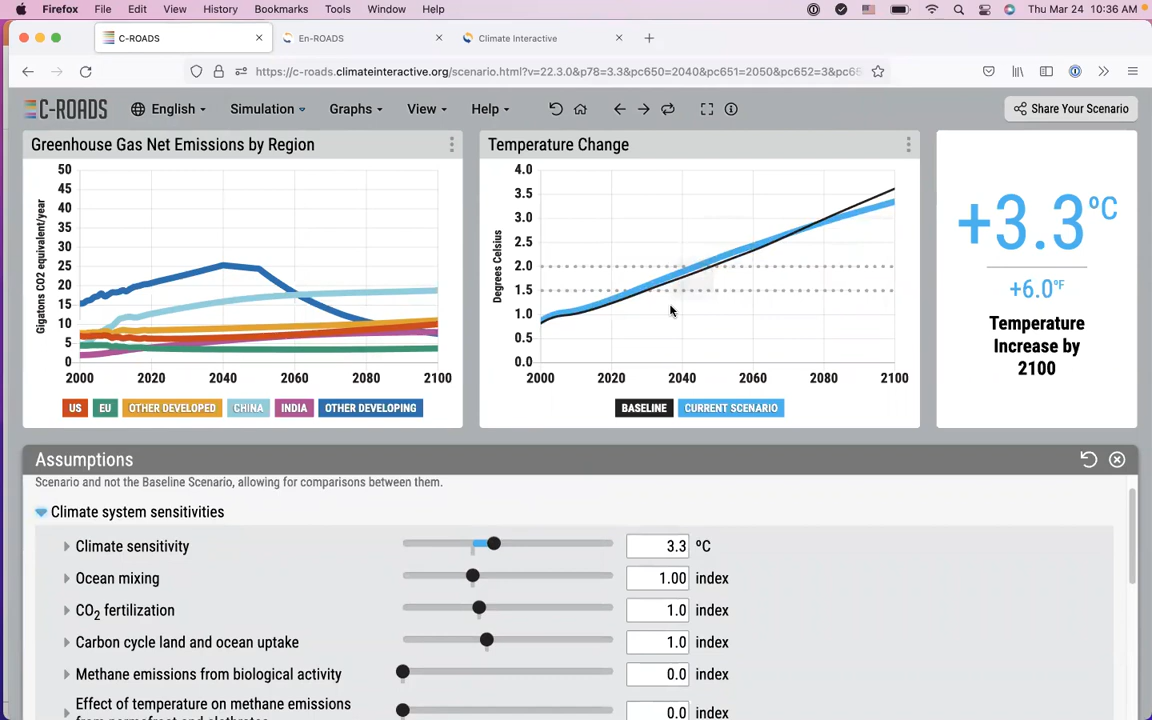 Firefox File Edit View History Bookmarks Tools Window Help Thu Mar 24 10:36 AM
C-ROADS En-ROADS Climate Interactive
https://c-roads.climateinteractive.org/scenario.html?v=22.3.0&p78=3.3&pc650=2040&pc651=2050&pc652=3&pc65
C-ROADS English Simulation Graphs View Help Share Your Scenario
Greenhouse Gas Net Emissions by Region
Gigatons CO2 equivalent/year
50
45
40
35
30
25
20
15
10
5
0
2000 2020 2040 2060 2080 2100
US EU OTHER DEVELOPED CHINA INDIA OTHER DEVELOPING
Temperature Change
Degrees Celsius
4.0
3.5
3.0
2.5
2.0
1.5
1.0
0.5
0.0
2000 2020 2040 2060 2080 2100
BASELINE CURRENT SCENARIO
+3.3ºC
+6.0ºF
Temperature
Increase by
2100
Assumptions
Scenario and not the Baseline Scenario, allowing for comparisons between them.
Climate system sensitivities
Climate sensitivity 3.3 ºC
Ocean mixing 1.00 index
CO2 fertilization 1.0 index
Carbon cycle land and ocean uptake 1.0 index
Methane emissions from biological activity 0.0 index
Effect of temperature on methane emissions 0.0 index
from permafrost and clathrates